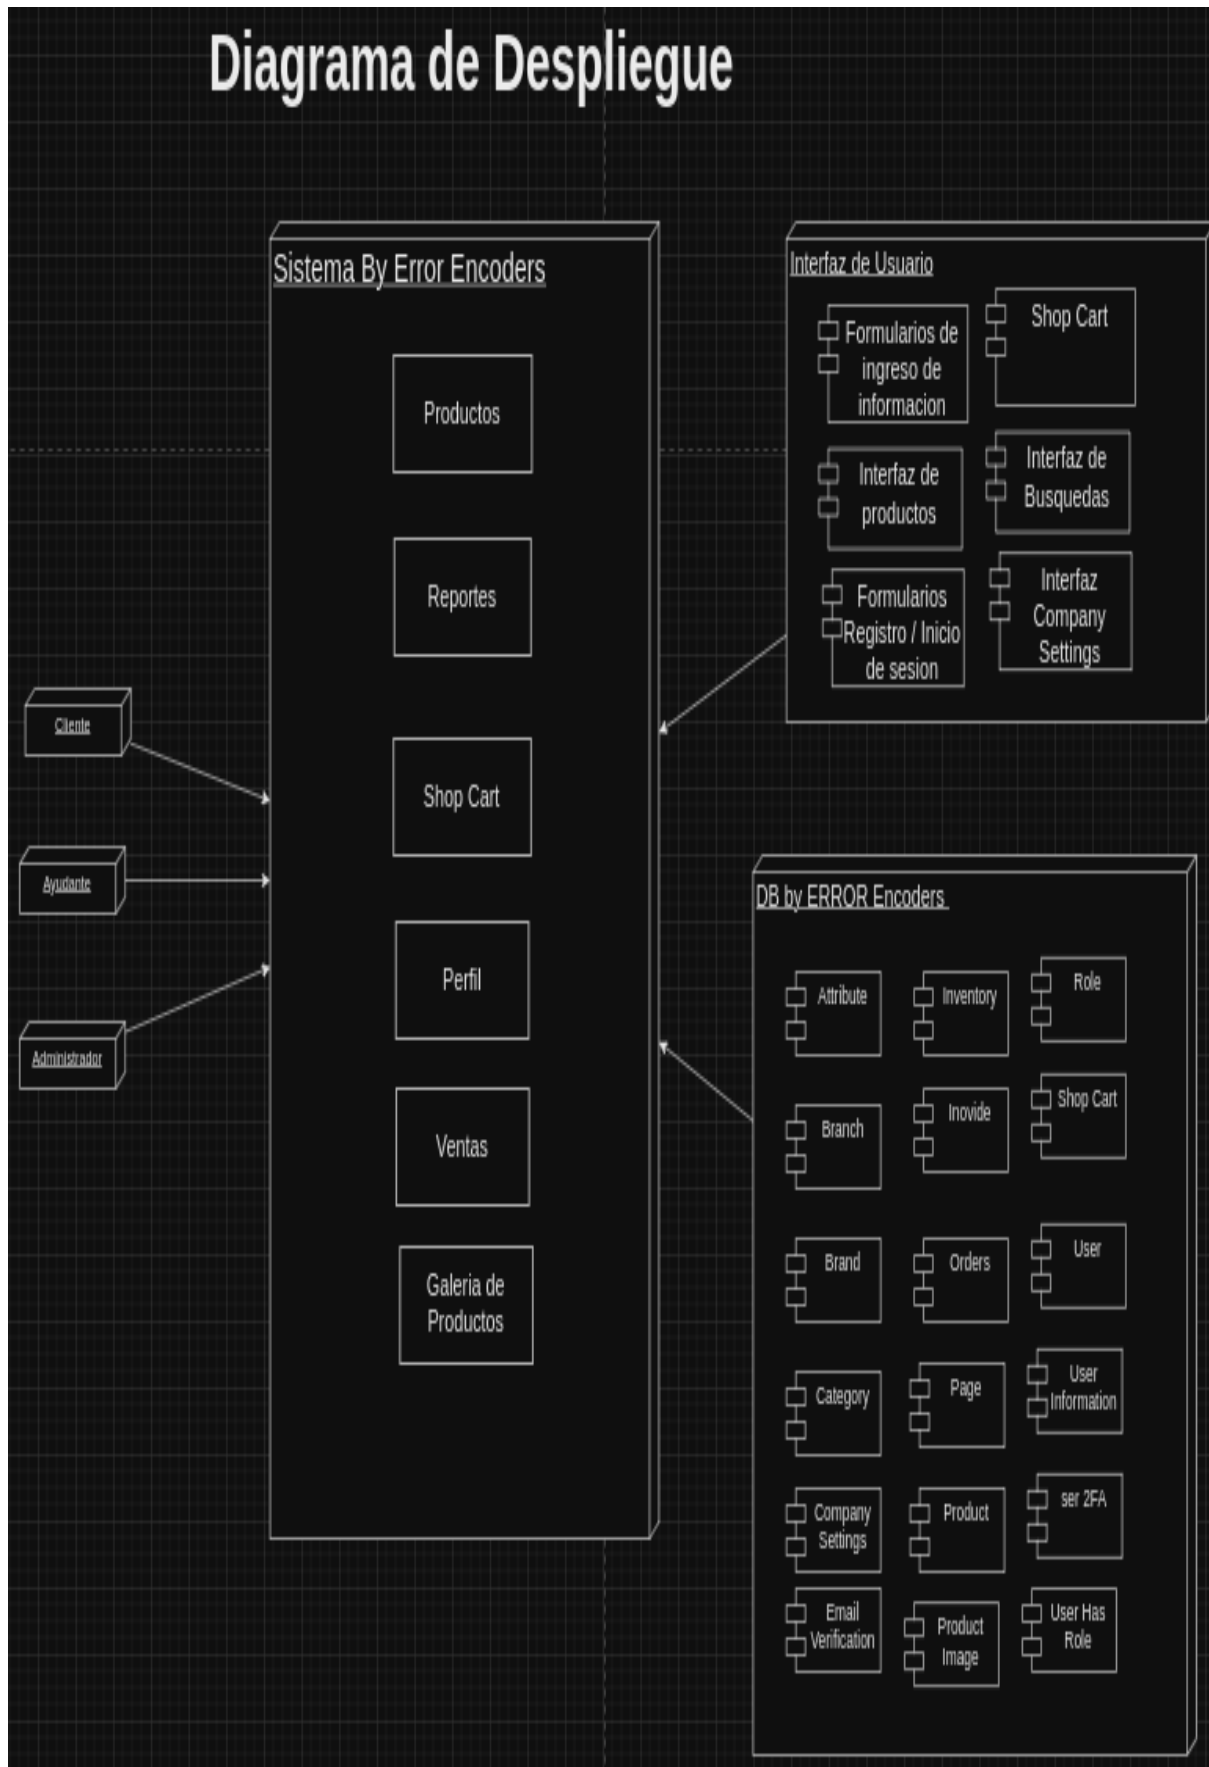 Diagrama de Despliegue
Sistema By Error Encoders
Productos
Reportes
Shop Cart
Perfil
Ventas
Galeria de
Productos
Cliente
Ayudante
Administrador
Interfaz de Usuario
Formularios de
ingreso de
informacion
Shop Cart
Interfaz de
productos
Interfaz de
Busquedas
Formularios
Registro / Inicio
de sesion
Interfaz
Company
Settings
DB by ERROR Encoders
Attribute
Inventory
Role
Branch
Inovide
Shop Cart
Brand
Orders
User
Category
Page
User
Information
Company
Settings
Product
ser 2FA
Email
Verification
Product
Image
User Has
Role